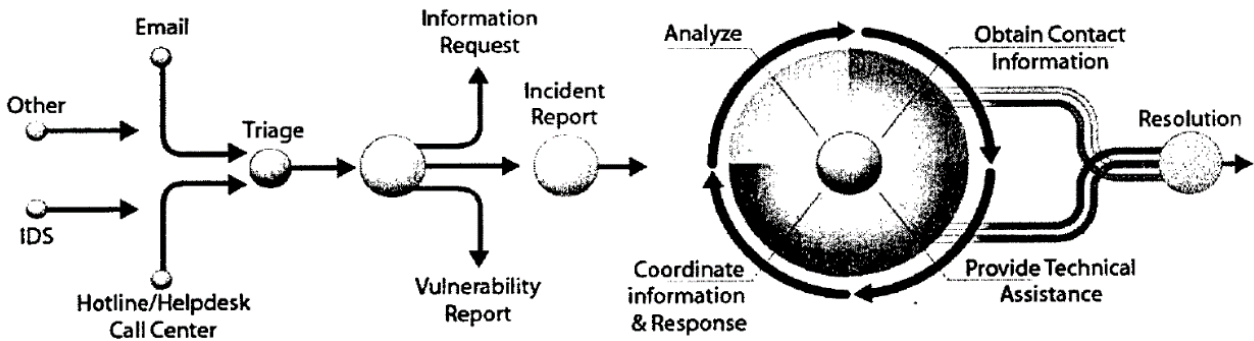 Email
Other
IDS
Hotline/Helpdesk
Call Center
Triage
Information
Request
Incident
Report
Vulnerability
Report
Analyze
Obtain Contact
Information
Coordinate
information
& Response
Provide Technical
Assistance
Resolution